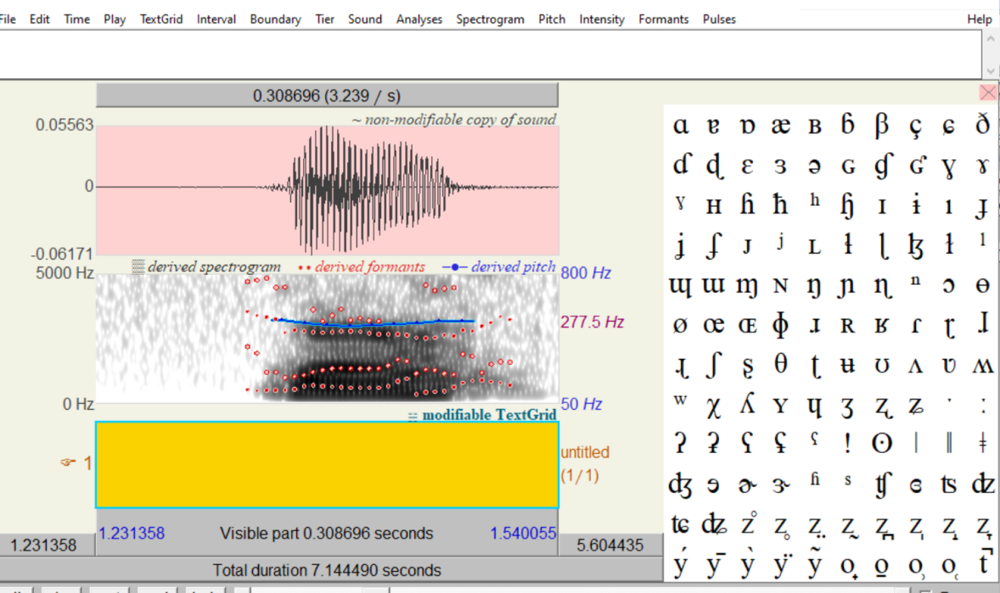 File Edit Time Play TextGrid Interval Boundary Tier Sound Analyses Spectrogram Pitch Intensity Formants Pulses Help
0.308696 (3.239 / s)
~ non-modifiable copy of sound
0.05563
0
-0.06171
5000 Hz
derived spectrogram
derived formants
derived pitch
800 Hz
277.5 Hz
0 Hz
50 Hz
modifiable TextGrid
1
untitled
(1/1)
1.231358
Visible part 0.308696 seconds
1.540055
1.231358
5.604435
Total duration 7.144490 seconds
ɑ ɐ ɒ æ ʙ ɓ β ç ɕ ð
ɗ ɖ ɛ ɜ ə ɢ ɠ ʛ ɣ ɤ
ˠ ʜ ɦ ħ ʰ ɧ ɪ ɨ ı ɟ
ʝ ʄ ᴊ ʲ ʟ ɫ ɭ ɮ ɬ ˡ
ɰ ɯ ɱ ɴ ŋ ɲ ɳ ⁿ ɔ ɵ
ø œ ɶ ɸ ɹ ʀ ʁ ɾ ɽ ɺ
ɻ ʃ ʂ θ ʈ ʉ ʊ ʌ ʋ ʍ
ʷ χ ʎ ʏ ɥ ʒ ʐ ʑ ˑ ː
ʔ ʡ ʕ ʢ ˤ ! ʘ | ‖ ǂ
ʤ ɘ ɚ ɝ ʱ ˢ ʧ ɞ ʦ ʣ
ʨ ʥ z̊ z̥ z̤ z̰ z̪ z̩ z̞ z̞
ý ȳ ỳ ÿ ỹ o̟ o̠ o̹ o̜ t̚